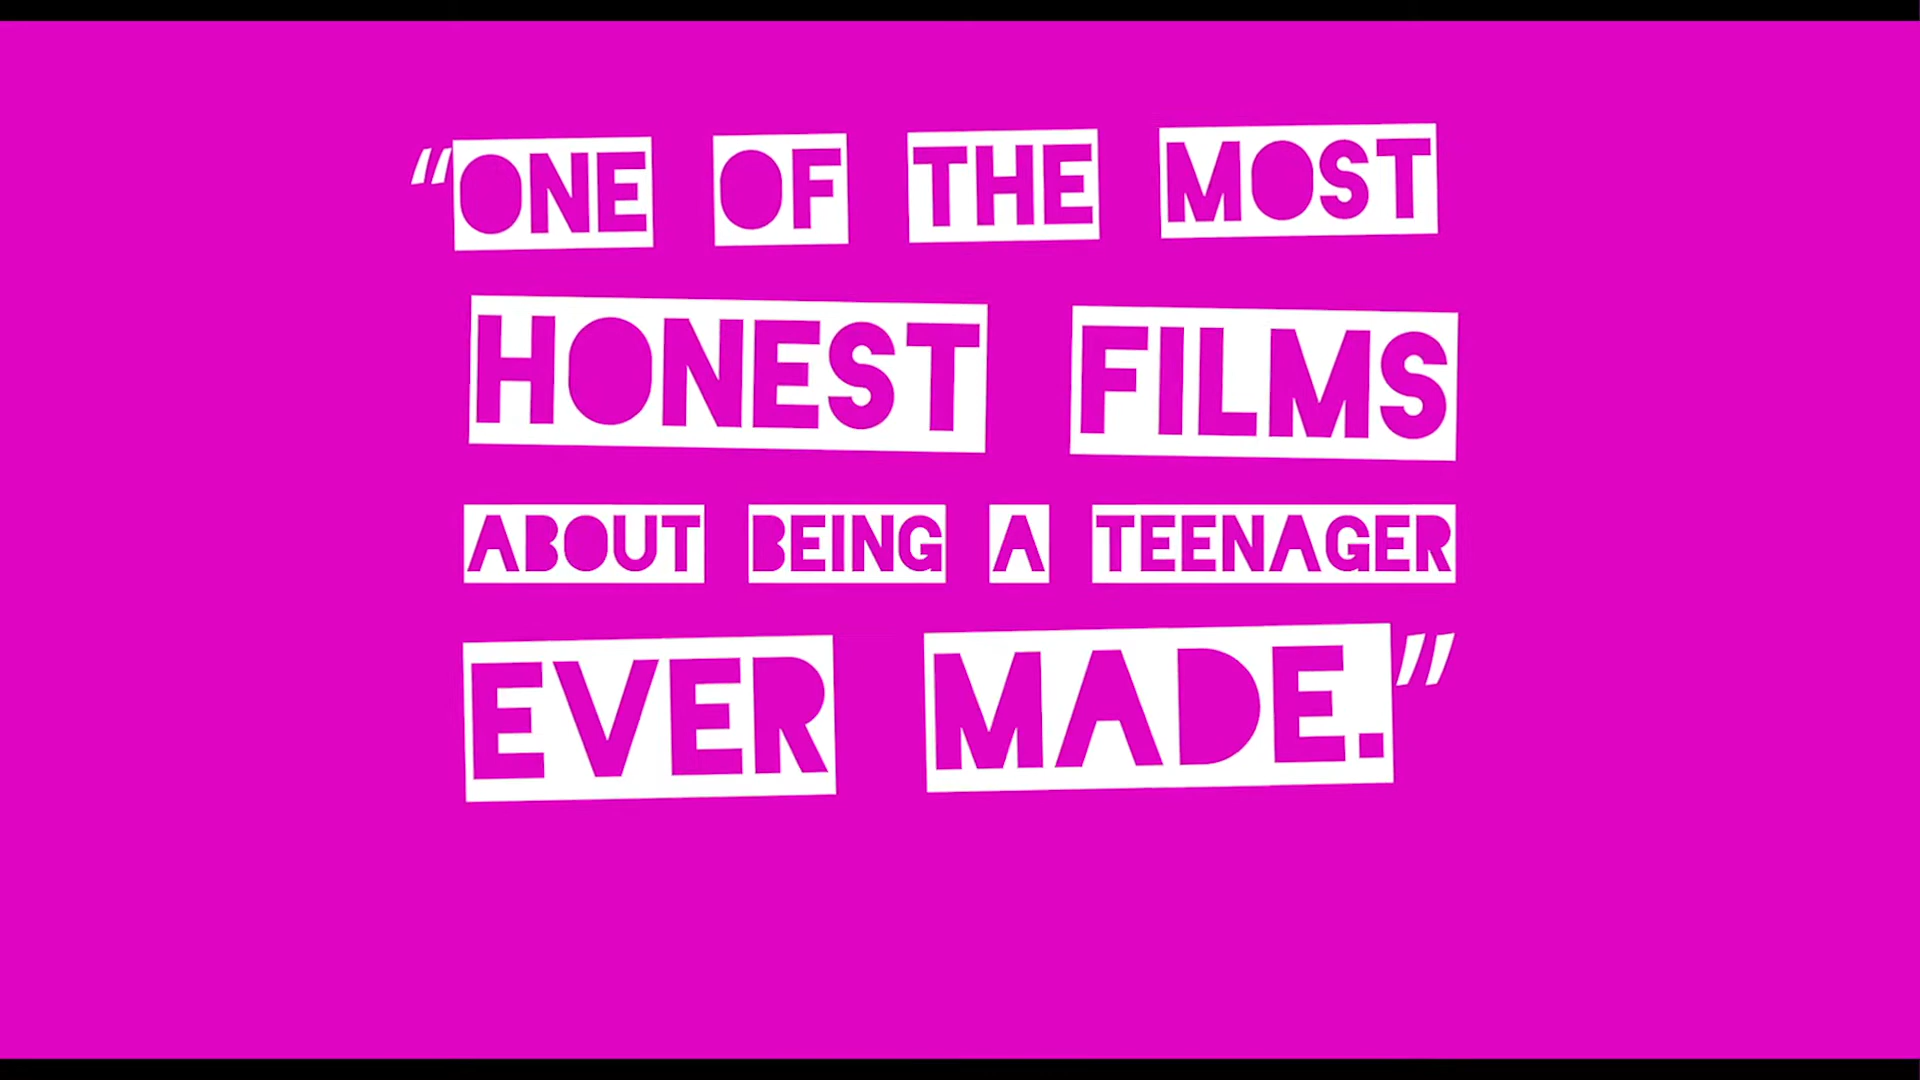 “ONE OF THE MOST
HONEST FILMS
ABOUT BEING A TEENAGER
EVER MADE.”